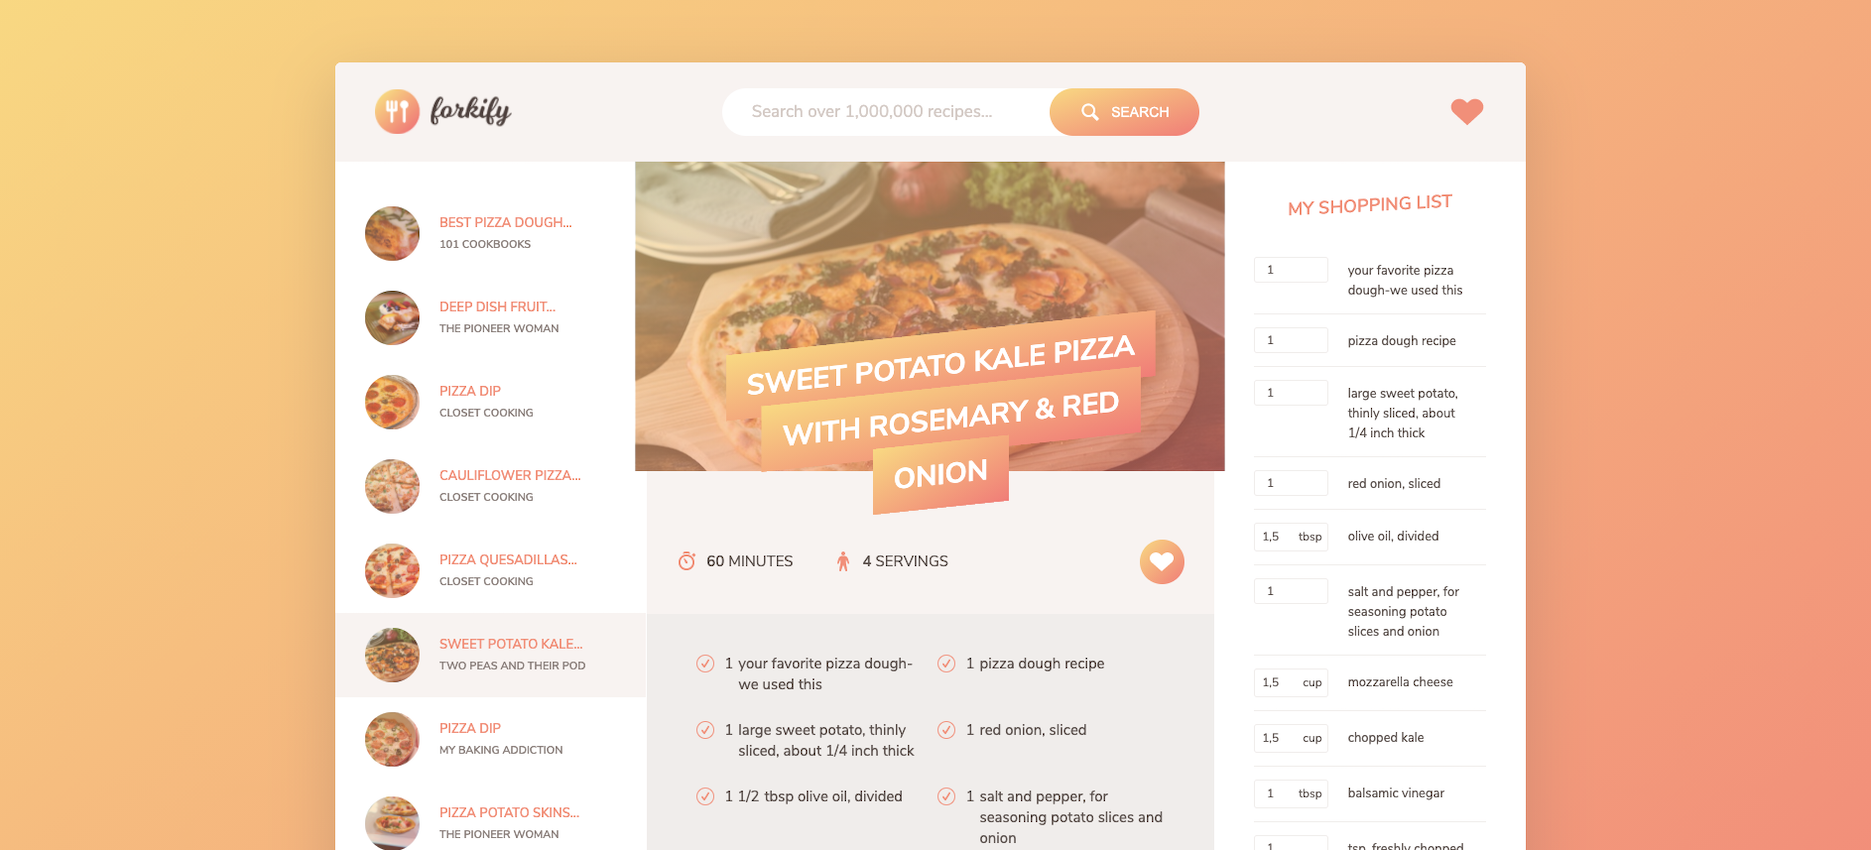 forkify
Search over 1,000,000 recipes...
SEARCH
BEST PIZZA DOUGH...
101 COOKBOOKS
DEEP DISH FRUIT...
THE PIONEER WOMAN
PIZZA DIP
CLOSET COOKING
CAULIFLOWER PIZZA...
CLOSET COOKING
PIZZA QUESADILLAS...
CLOSET COOKING
SWEET POTATO KALE...
TWO PEAS AND THEIR POD
PIZZA DIP
MY BAKING ADDICTION
PIZZA POTATO SKINS...
THE PIONEER WOMAN
SWEET POTATO KALE PIZZA
WITH ROSEMARY & RED
ONION
60 MINUTES
4 SERVINGS
1 your favorite pizza dough-
we used this
1 pizza dough recipe
1 large sweet potato, thinly
sliced, about 1/4 inch thick
1 red onion, sliced
1 1/2 tbsp olive oil, divided
1 salt and pepper, for
seasoning potato slices and
onion
MY SHOPPING LIST
1 your favorite pizza
dough-we used this
1 pizza dough recipe
1 large sweet potato,
thinly sliced, about
1/4 inch thick
1 red onion, sliced
1,5 tbsp olive oil, divided
1 salt and pepper, for
seasoning potato
slices and onion
1,5 cup mozzarella cheese
1,5 cup chopped kale
1 tbsp balsamic vinegar
1 tsp, freshly chopped